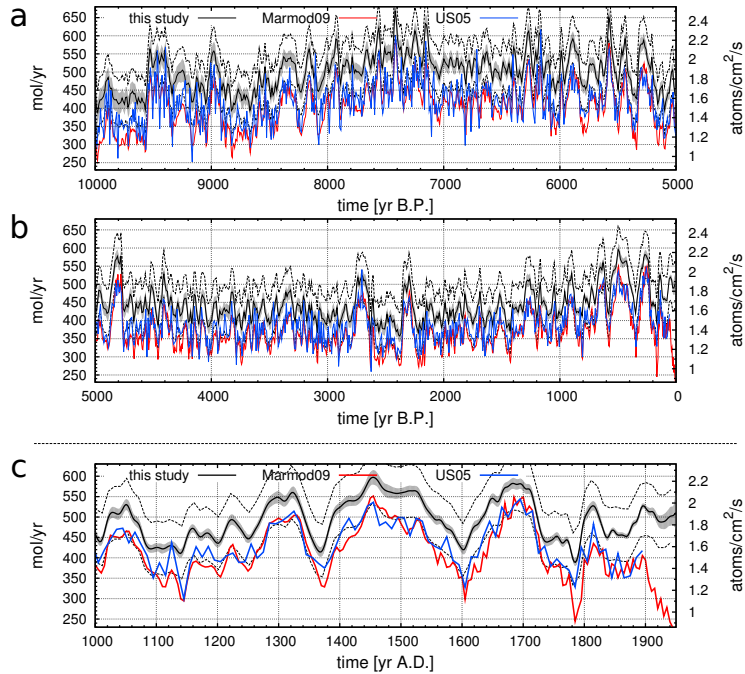 a
this study Marmod09 US05
650
600
550
500
450
400
350
300
250
mol/yr
2.4
2.2
2
1.8
1.6
1.4
1.2
1
atoms/cm²/s
10000 9000 8000 7000 6000 5000
time [yr B.P.]
b
650
600
550
500
450
400
350
300
250
mol/yr
2.4
2.2
2
1.8
1.6
1.4
1.2
1
atoms/cm²/s
5000 4000 3000 2000 1000 0
time [yr B.P.]
c
this study Marmod09 US05
600
550
500
450
400
350
300
250
mol/yr
2.2
2
1.8
1.6
1.4
1.2
1
atoms/cm²/s
1000 1100 1200 1300 1400 1500 1600 1700 1800 1900
time [yr A.D.]